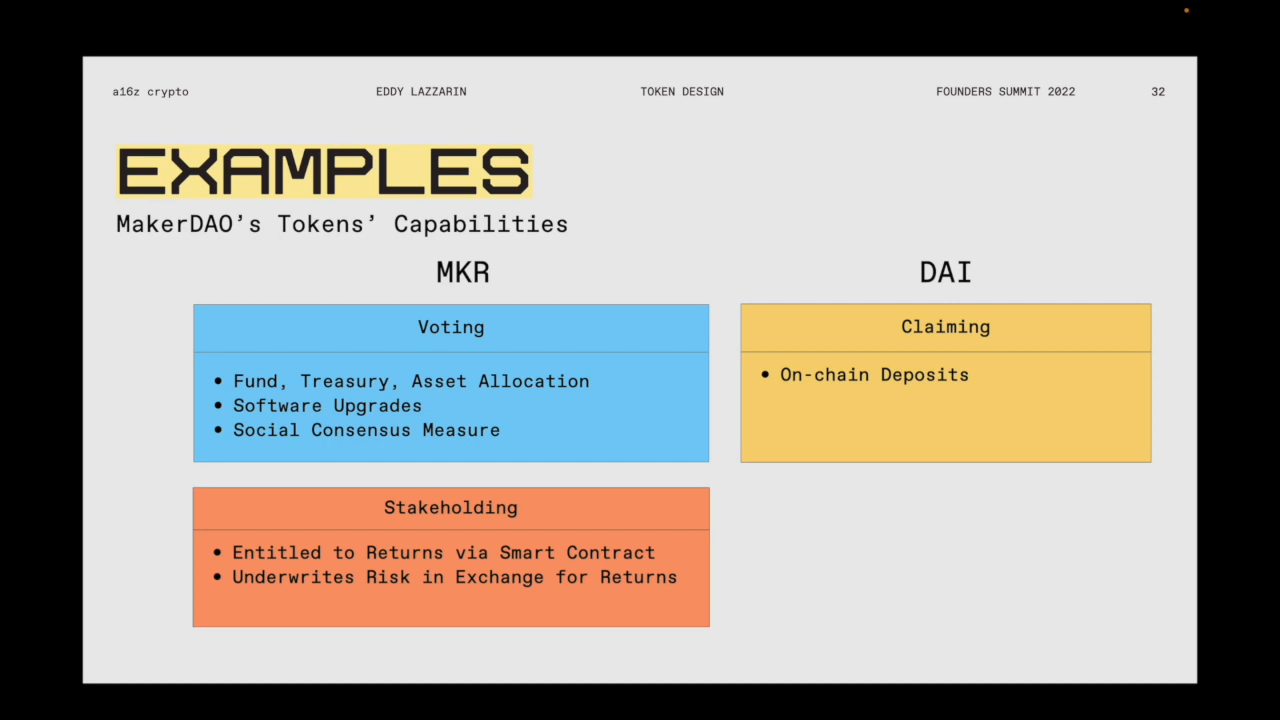 a16z crypto
EDDY LAZZARIN
TOKEN DESIGN
FOUNDERS SUMMIT 2022
32
EXAMPLES
MakerDAO’s Tokens’ Capabilities
MKR
Voting
• Fund, Treasury, Asset Allocation
• Software Upgrades
• Social Consensus Measure
Stakeholding
• Entitled to Returns via Smart Contract
• Underwrites Risk in Exchange for Returns
DAI
Claiming
• On-chain Deposits